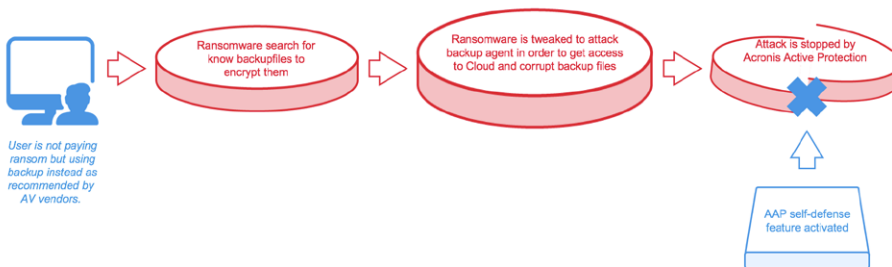 User is not paying
ransom but using
backup instead as
recommended by
AV vendors.
Ransomware search for
know backupfiles to
encrypt them
Ransomware is tweaked to attack
backup agent in order to get access
to Cloud and corrupt backup files
Attack is stopped by
Acronis Active Protection
AAP self-defense
feature activated